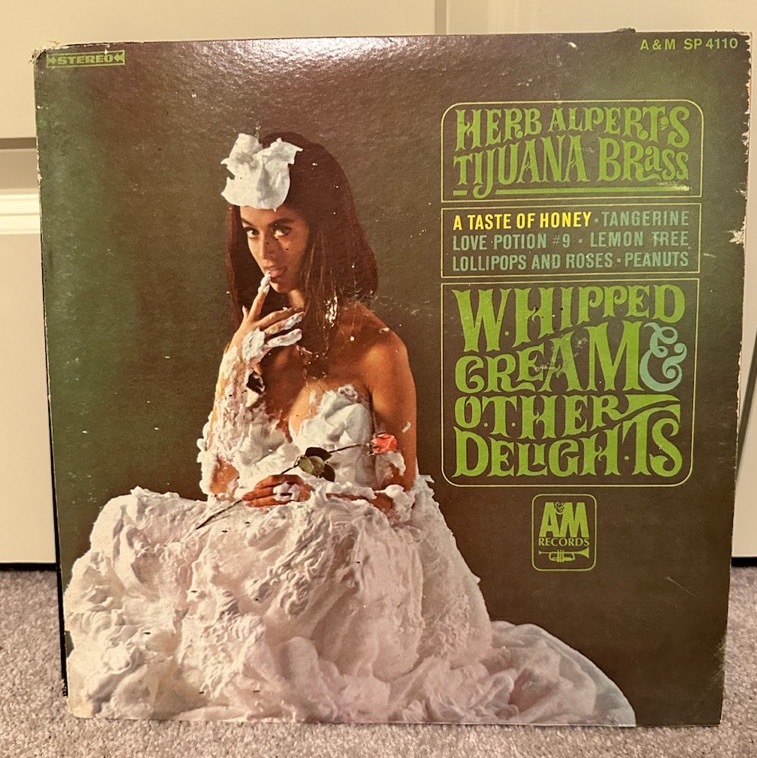 STEREO
A&M SP 4110
HERB ALPERT'S
TIJUANA BRASS
A TASTE OF HONEY • TANGERINE
LOVE POTION #9 • LEMON TREE
LOLLIPOPS AND ROSES • PEANUTS
WHIPPED
CREAM &
OTHER
DELIGHTS
A&M
RECORDS